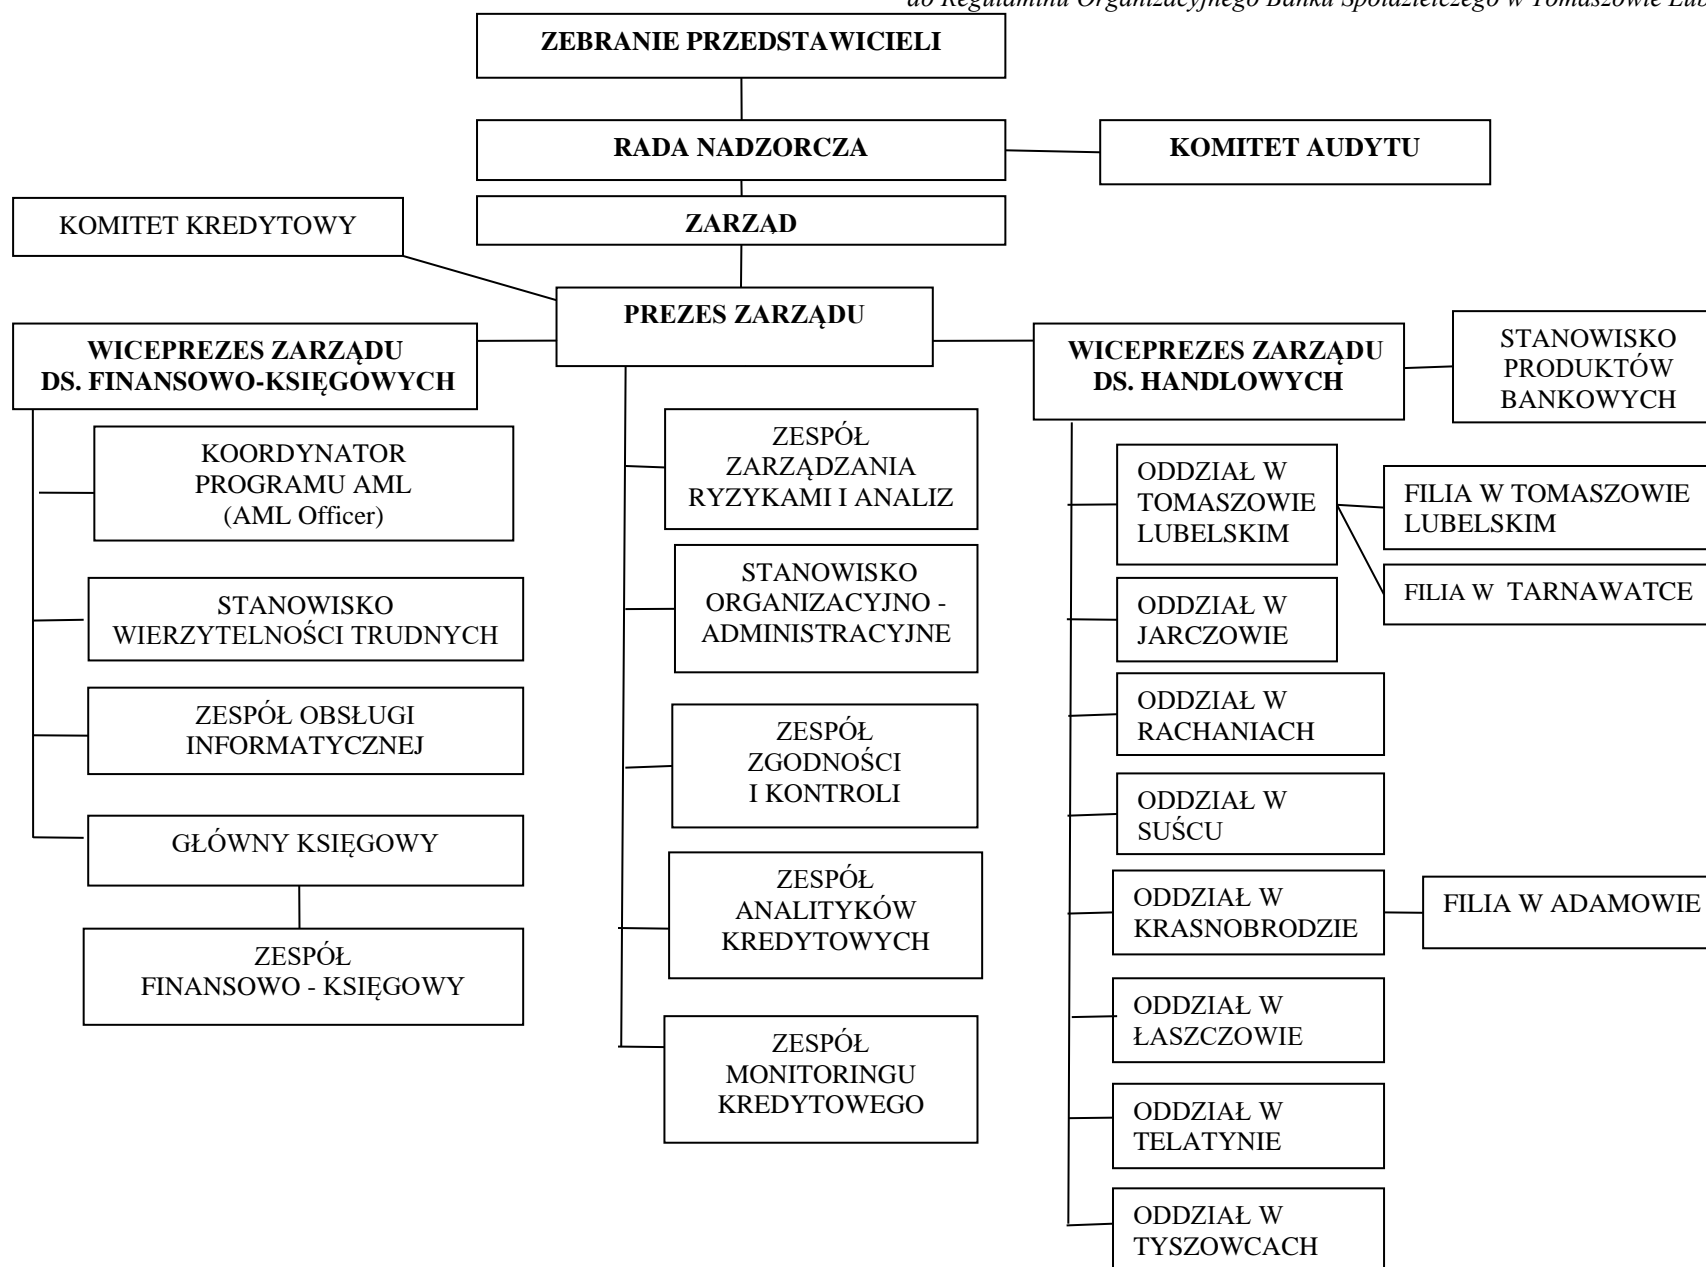 do Regulaminu Organizacyjnego Banku Spółdzielczego w Tomaszowie
ZEBRANIE PRZEDSTAWICIELI
RADA NADZORCZA
KOMITET AUDYTU
KOMITET KREDYTOWY
ZARZĄD
PREZES ZARZĄDU
WICEPREZES ZARZĄDU
DS. FINANSOWO-KSIĘGOWYCH
WICEPREZES ZARZĄDU
DS. HANDLOWYCH
STANOWISKO
PRODUKTÓW
BANKOWYCH
KOORDYNATOR
PROGRAMU AML
(AML Officer)
STANOWISKO
WIERZYTELNOŚCI TRUDNYCH
ZESPÓŁ OBSŁUGI
INFORMATYCZNEJ
GŁÓWNY KSIĘGOWY
ZESPÓŁ
FINANSOWO - KSIĘGOWY
ZESPÓŁ
ZARZĄDZANIA
RYZYKAMI I ANALIZ
STANOWISKO
ORGANIZACYJNO -
ADMINISTRACYJNE
ZESPÓŁ
ZGODNOŚCI
I KONTROLI
ZESPÓŁ
ANALITYKÓW
KREDYTOWYCH
ZESPÓŁ
MONITORINGU
KREDYTOWEGO
ODDZIAŁ W
TOMASZOWIE
LUBELSKIM
FILIA W TOMASZOWIE
LUBELSKIM
FILIA W TARNAWATCE
ODDZIAŁ W
JARCZOWIE
ODDZIAŁ W
RACHANIACH
ODDZIAŁ W
SUŚCU
ODDZIAŁ W
KRASNOBRODZIE
FILIA W ADAMOWIE
ODDZIAŁ W
ŁASZCZOWIE
ODDZIAŁ W
TELATYNIE
ODDZIAŁ W
TYSZOWCACH